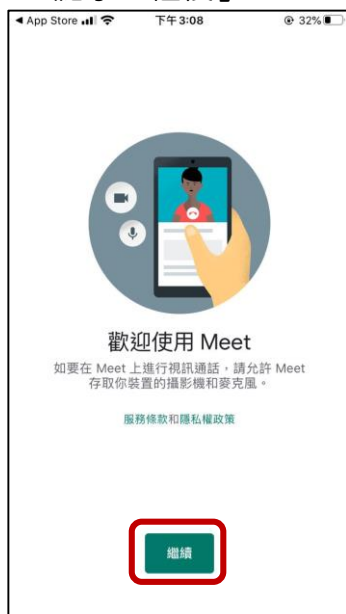 ◀ App Store 下午3:08 32%
歡迎使用 Meet
如要在 Meet 上進行視訊通話，請允許 Meet
存取你裝置的攝影機和麥克風。
服務條款和隱私權政策
繼續